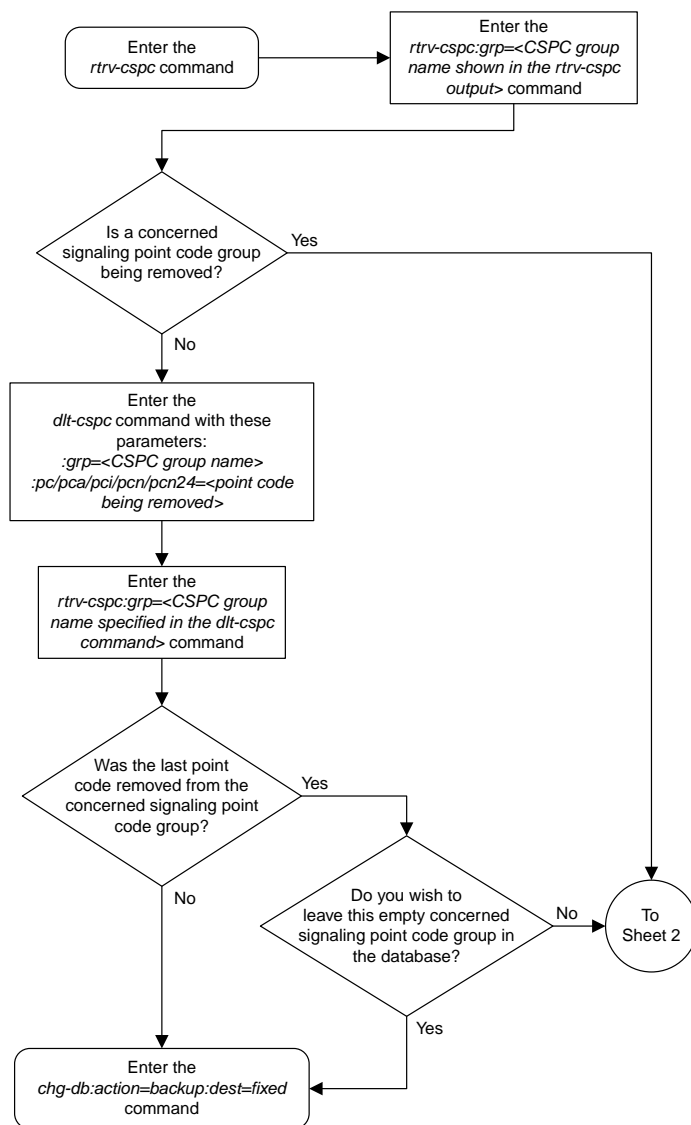 Enter the
rtrv-cspc command
Enter the
rtrv-cspc:grp=<CSPC group
name shown in the rtrv-cspc
output> command
Is a concerned
signaling point code group
being removed?
Yes
No
Enter the
dlt-cspc command with these
parameters:
:grp=<CSPC group name>
:pc/pca/pci/pcn/pcn24=<point code
being removed>
Enter the
rtrv-cspc:grp=<CSPC group
name specified in the dlt-cspc
command> command
Was the last point
code removed from the
concerned signaling point
code group?
Yes
No
Do you wish to
leave this empty concerned
signaling point code group in
the database?
No
To
Sheet 2
Yes
Enter the
chg-db:action=backup:dest=fixed
command